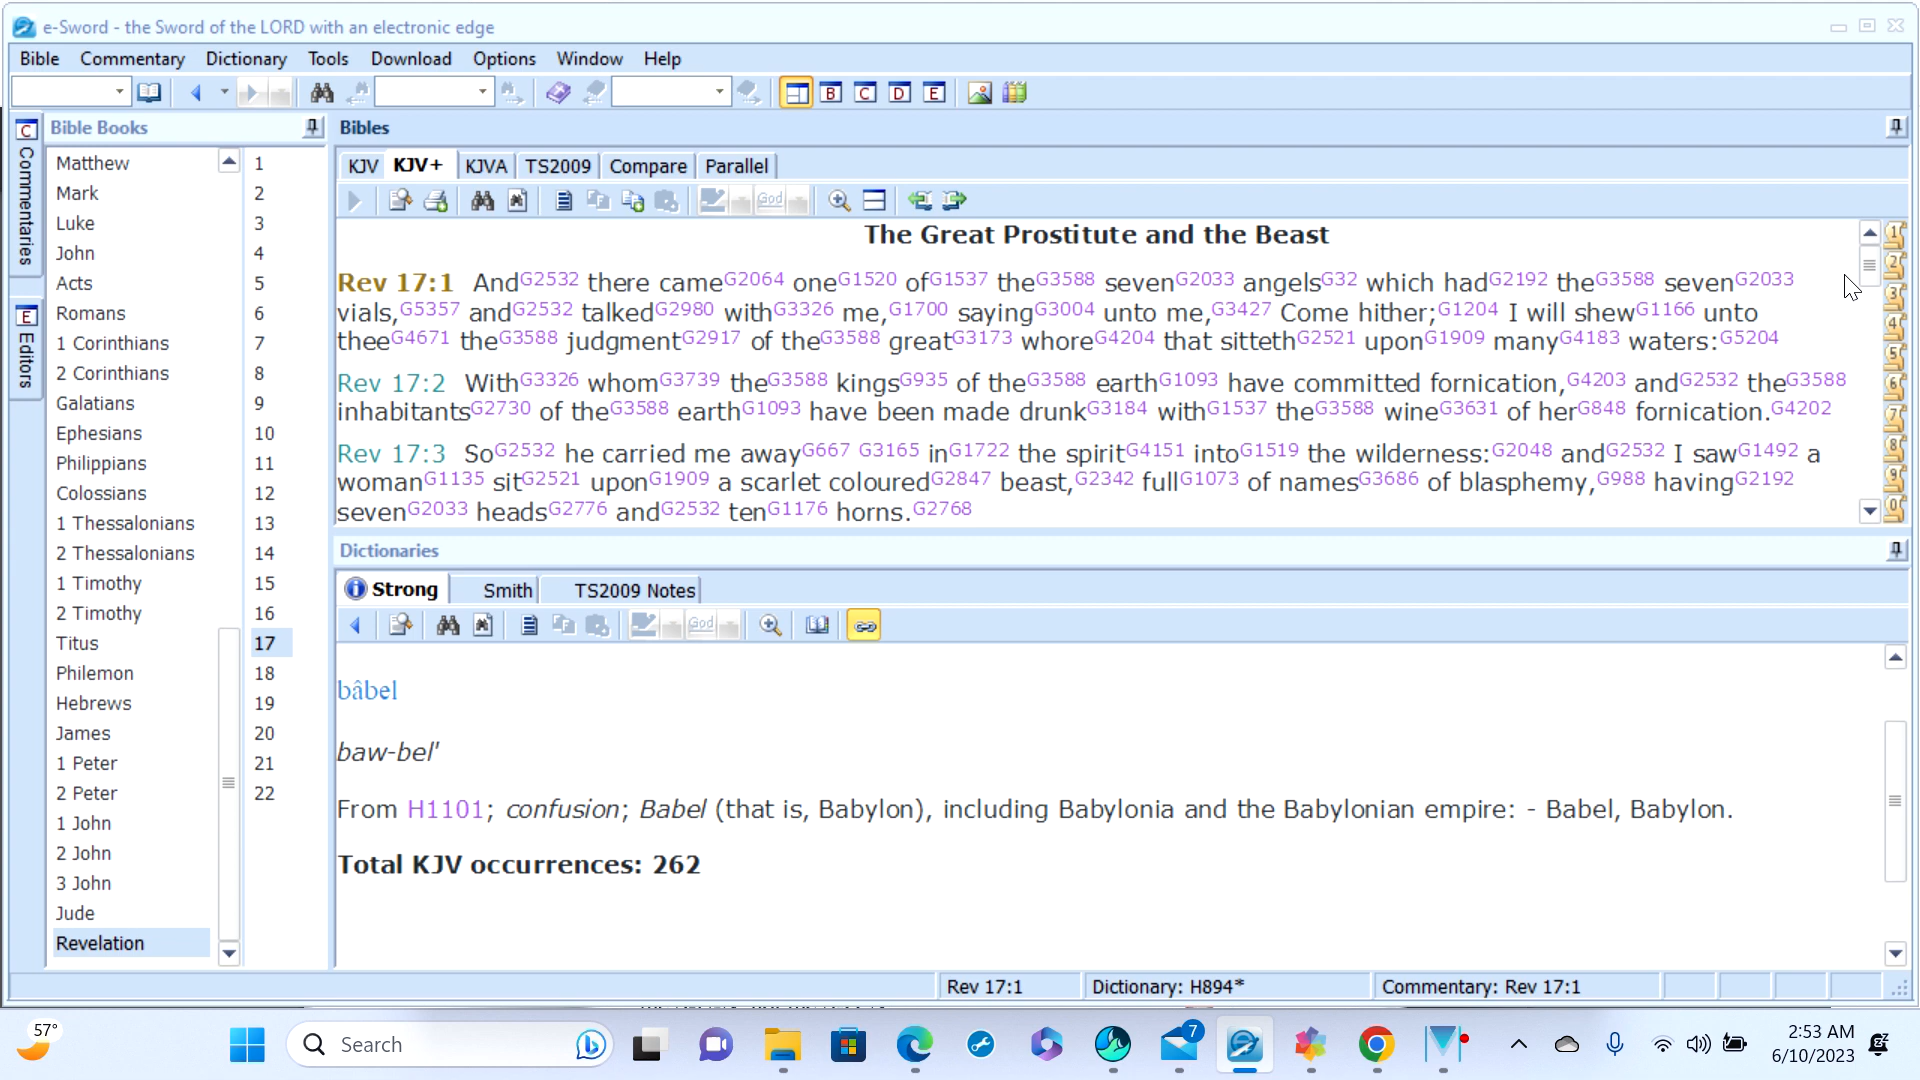 e-Sword - the Sword of the LORD with an electronic edge
Bible Commentary Dictionary Tools Download Options Window Help
B C D E
C Commentaries
E Editors
Bible Books
Matthew
Mark
Luke
John
Acts
Romans
1 Corinthians
2 Corinthians
Galatians
Ephesians
Philippians
Colossians
1 Thessalonians
2 Thessalonians
1 Timothy
2 Timothy
Titus
Philemon
Hebrews
James
1 Peter
2 Peter
1 John
2 John
3 John
Jude
Revelation
1
2
3
4
5
6
7
8
9
10
11
12
13
14
15
16
17
18
19
20
21
22
Bibles
KJV KJV+ KJVA TS2009 Compare Parallel
God
The Great Prostitute and the Beast
Rev 17:1 AndG2532 there cameG2064 oneG1520 ofG1537 theG3588 sevenG2033 angelsG32 which hadG2192 theG3588 sevenG2033
vials,G5357 andG2532 talkedG2980 withG3326 me,G1700 sayingG3004 unto me,G3427 Come hither;G1204 I will shewG1166 unto
theeG4671 theG3588 judgmentG2917 of theG3588 greatG3173 whoreG4204 that sittethG2521 uponG1909 manyG4183 waters:G5204
Rev 17:2 WithG3326 whomG3739 theG3588 kingsG935 of theG3588 earthG1093 have committed fornication,G4203 andG2532 theG3588
inhabitantsG2730 of theG3588 earthG1093 have been made drunkG3184 withG1537 theG3588 wineG3631 of herG848 fornication.G4202
Rev 17:3 SoG2532 he carried me awayG667 G3165 inG1722 the spiritG4151 intoG1519 the wilderness:G2048 andG2532 I sawG1492 a
womanG1135 sitG2521 uponG1909 a scarlet colouredG2847 beast,G2342 fullG1073 of namesG3686 of blasphemy,G988 havingG2192
sevenG2033 headsG2776 andG2532 tenG1176 horns.G2768
1
2
3
4
5
6
7
8
9
0
Dictionaries
Strong Smith TS2009 Notes
God
bâbel
baw-bel'
From H1101; confusion; Babel (that is, Babylon), including Babylonia and the Babylonian empire: - Babel, Babylon.
Total KJV occurrences: 262
Rev 17:1 Dictionary: H894* Commentary: Rev 17:1
57°
Search
7
2:53 AM
6/10/2023